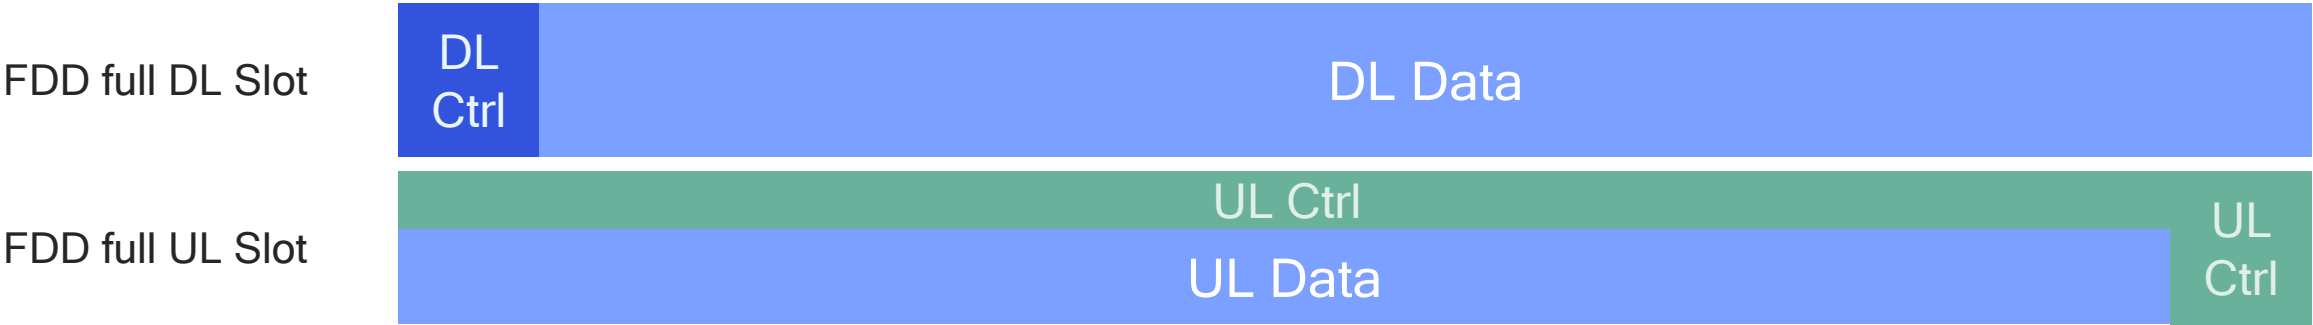 FDD full DL Slot
DL
Ctrl
DL Data
FDD full UL Slot
UL Ctrl
UL Data
UL
Ctrl